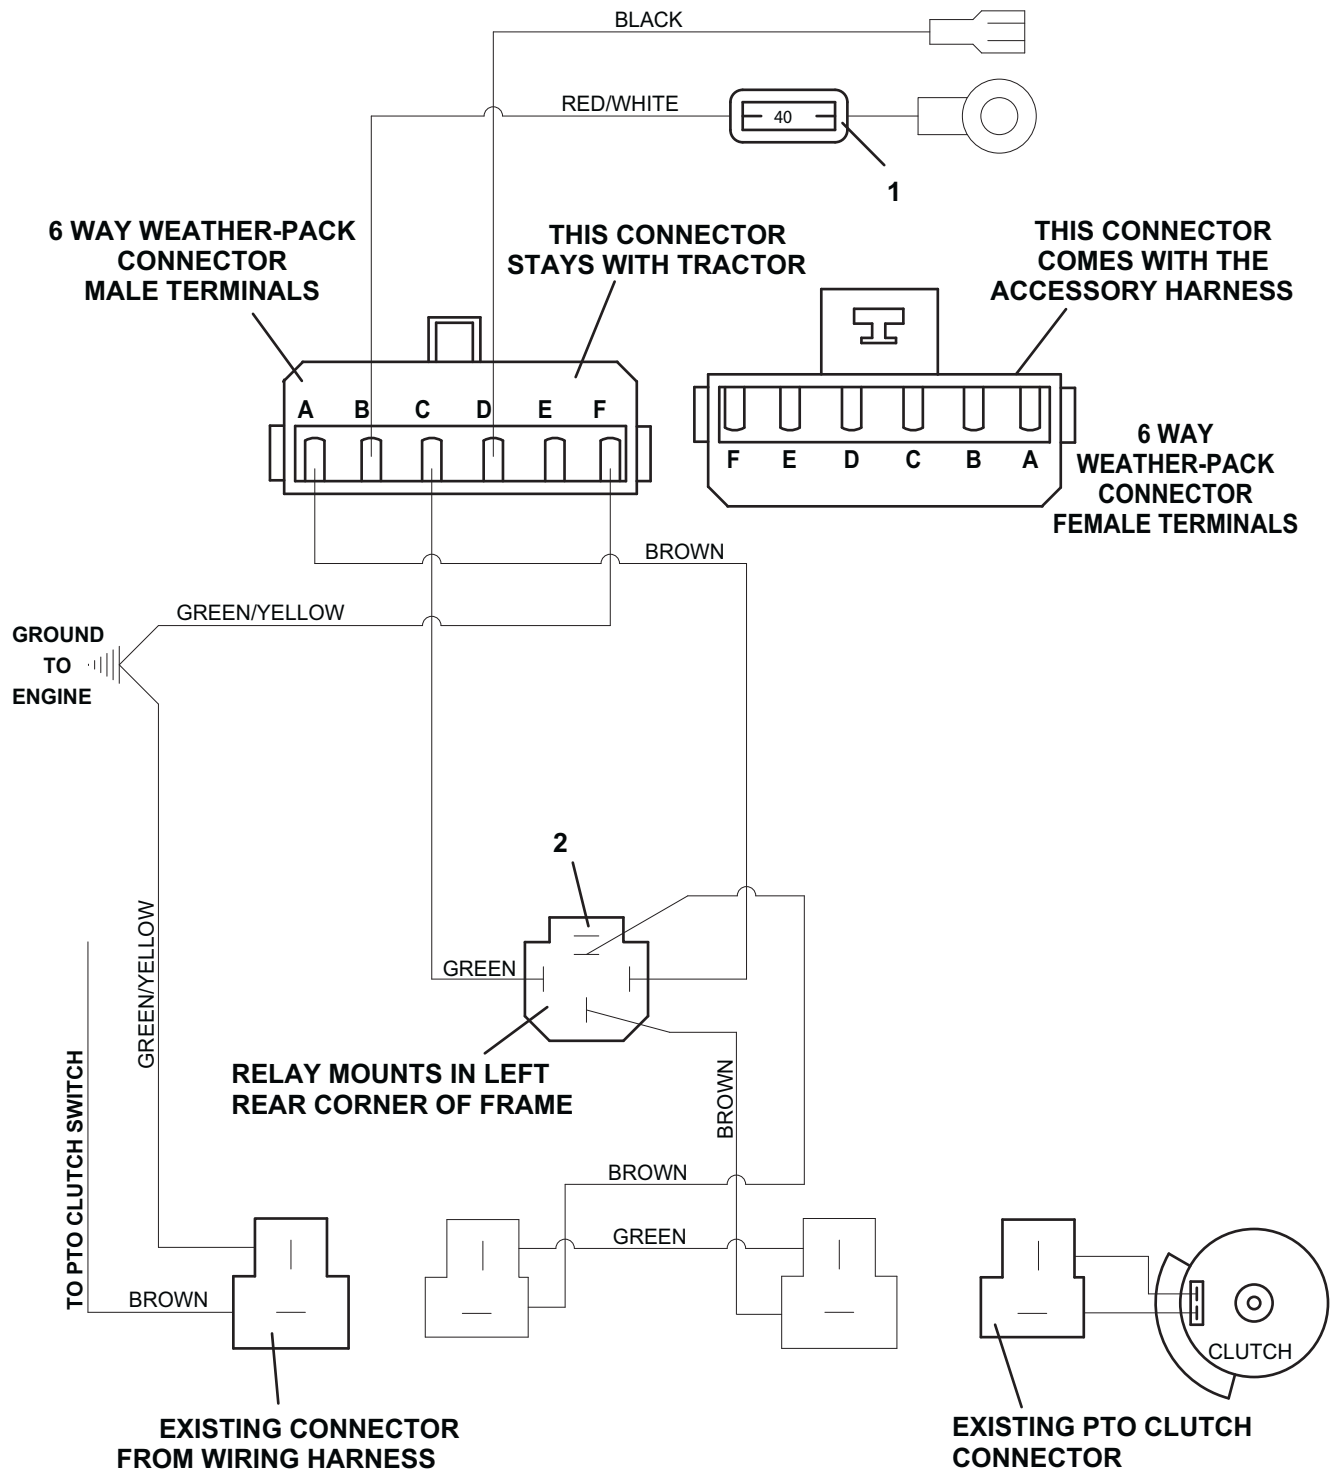 BLACK
RED/WHITE
40
1
6 WAY WEATHER-PACK
CONNECTOR
MALE TERMINALS
THIS CONNECTOR
STAYS WITH TRACTOR
THIS CONNECTOR
COMES WITH THE
ACCESSORY HARNESS
A B C D E F
F E D C B A
6 WAY
WEATHER-PACK
CONNECTOR
FEMALE TERMINALS
BROWN
GREEN/YELLOW
GROUND
TO
ENGINE
2
GREEN/YELLOW
GREEN
RELAY MOUNTS IN LEFT
REAR CORNER OF FRAME
BROWN
TO PTO CLUTCH SWITCH
BROWN
GREEN
BROWN
CLUTCH
EXISTING CONNECTOR
FROM WIRING HARNESS
EXISTING PTO CLUTCH
CONNECTOR